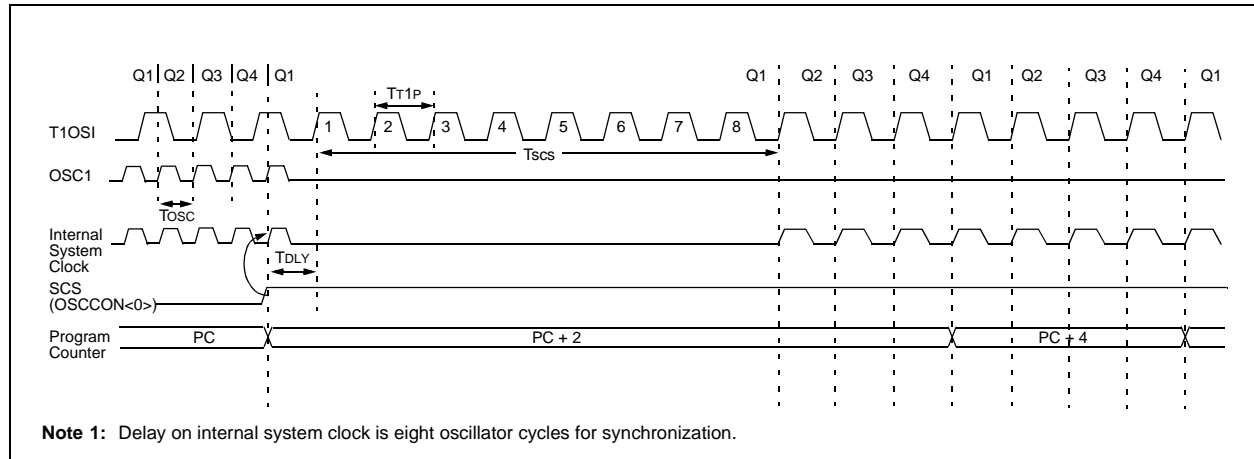 Q1 Q2 Q3 Q4 Q1 Q1 Q2 Q3 Q4 Q1 Q2 Q3 Q4 Q1
TT1P
T1OSI
1 2 3 4 5 6 7 8
TSCS
OSC1
TOSC
Internal
System
Clock
TDLY
SCS
(OSCCON<0>)
Program
Counter
PC PC + 2 PC + 4
Note 1: Delay on internal system clock is eight oscillator cycles for synchronization.